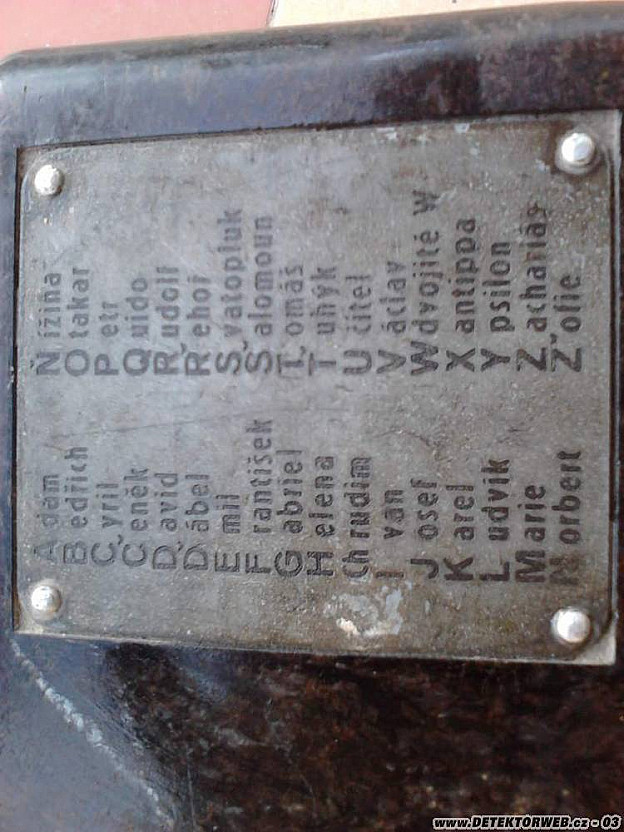 Adam
Bedřich
Cyril
Čeněk
David
Ďábel
Emil
František
Gabriel
Helena
Chrudim
Ivan
Josef
Karel
Ludvík
Marie
Norbert
Ňižina
Otakar
Petr
Quido
Rudolf
Řehoř
Svatopluk
Šalomoun
Tomáš
Ťuhýk
Učitel
Václav
Wdvojité W
Xantippa
Ypsilon
Zachariáš
Žofie
www.DETEKTORWEB.cz - 03